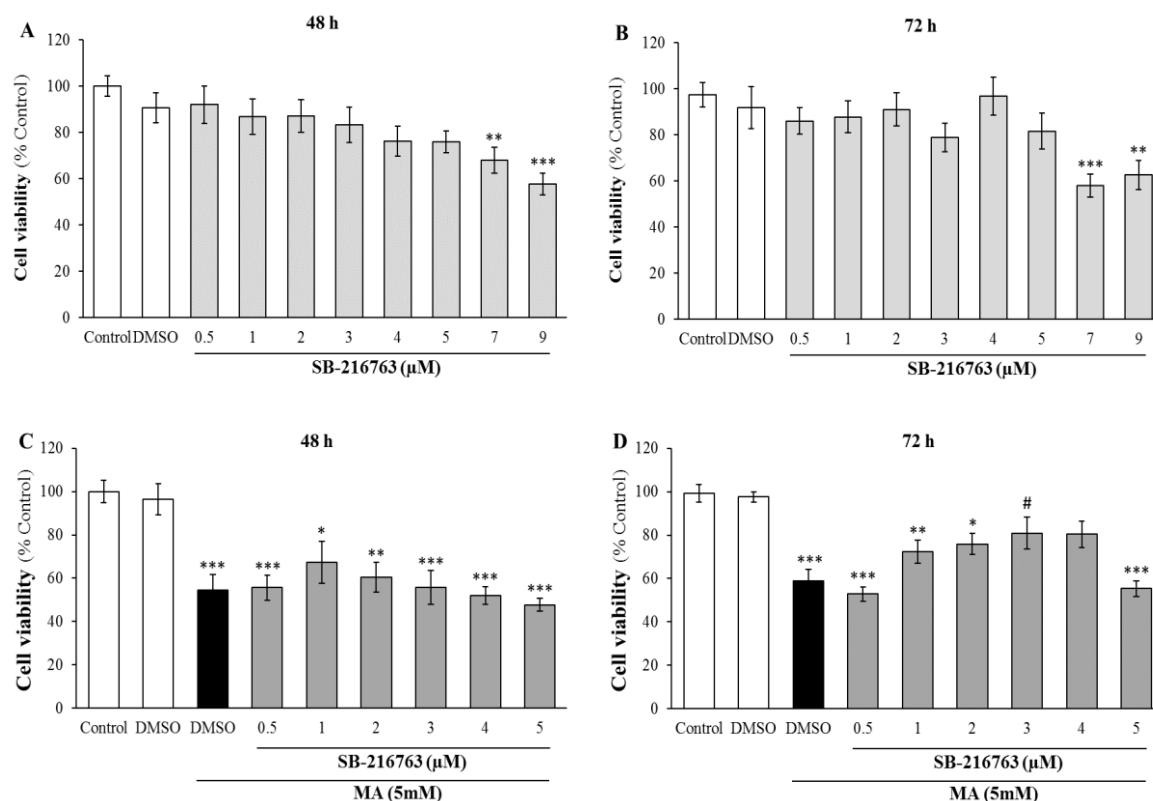 A
48 h
Cell viability (% Control)
120
100
80
60
40
20
0
**
***
Control DMSO 0.5 1 2 3 4 5 7 9
SB-216763 (µM)
B
72 h
Cell viability (% Control)
120
100
80
60
40
20
0
***
**
Control DMSO 0.5 1 2 3 4 5 7 9
SB-216763 (µM)
C
48 h
Cell viability (% Control)
120
100
80
60
40
20
0
*** *** * ** *** *** ***
Control DMSO DMSO 0.5 1 2 3 4 5
SB-216763 (µM)
MA (5mM)
D
72 h
Cell viability (% Control)
120
100
80
60
40
20
0
*** *** ** * # ***
Control DMSO DMSO 0.5 1 2 3 4 5
SB-216763 (µM)
MA (5mM)